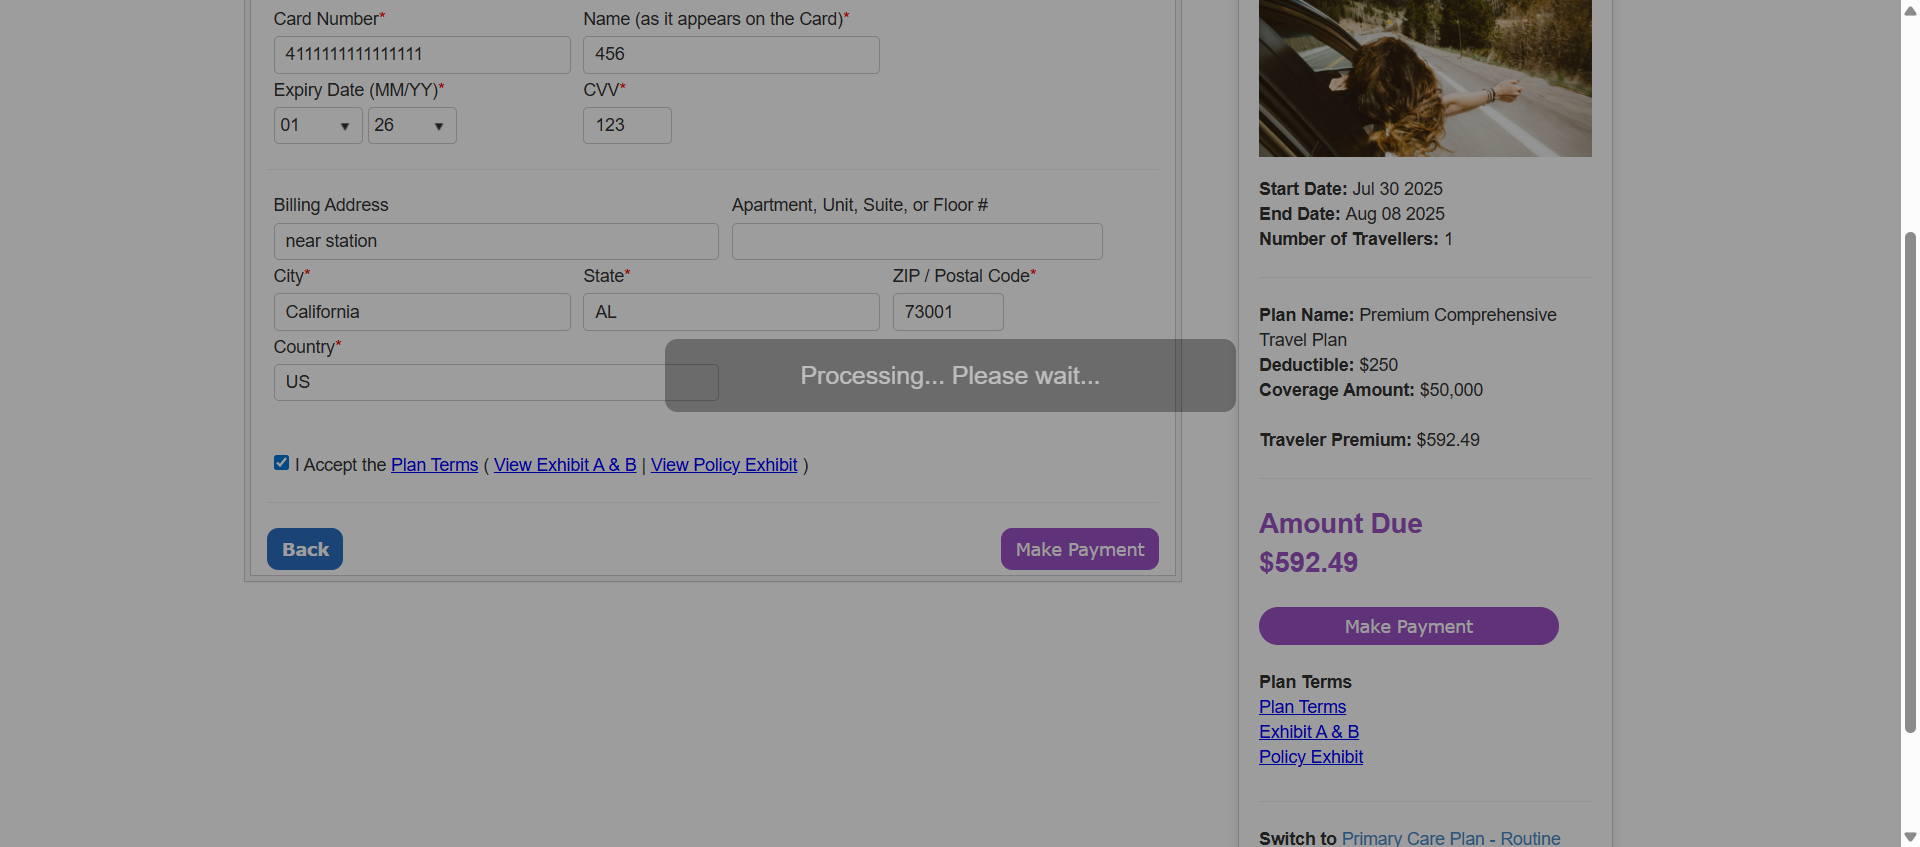 Card Number* Name (as it appears on the Card)*
4111111111111111 456
Expiry Date (MM/YY)* CVV*
01 26 123
Billing Address Apartment, Unit, Suite, or Floor #
near station
City* State* ZIP / Postal Code*
California AL 73001
Country*
US
Processing... Please wait...
I Accept the Plan Terms ( View Exhibit A & B | View Policy Exhibit )
Back Make Payment
Start Date: Jul 30 2025
End Date: Aug 08 2025
Number of Travellers: 1
Plan Name: Premium Comprehensive
Travel Plan
Deductible: $250
Coverage Amount: $50,000
Traveler Premium: $592.49
Amount Due
$592.49
Make Payment
Plan Terms
Plan Terms
Exhibit A & B
Policy Exhibit
Switch to Primary Care Plan - Routine